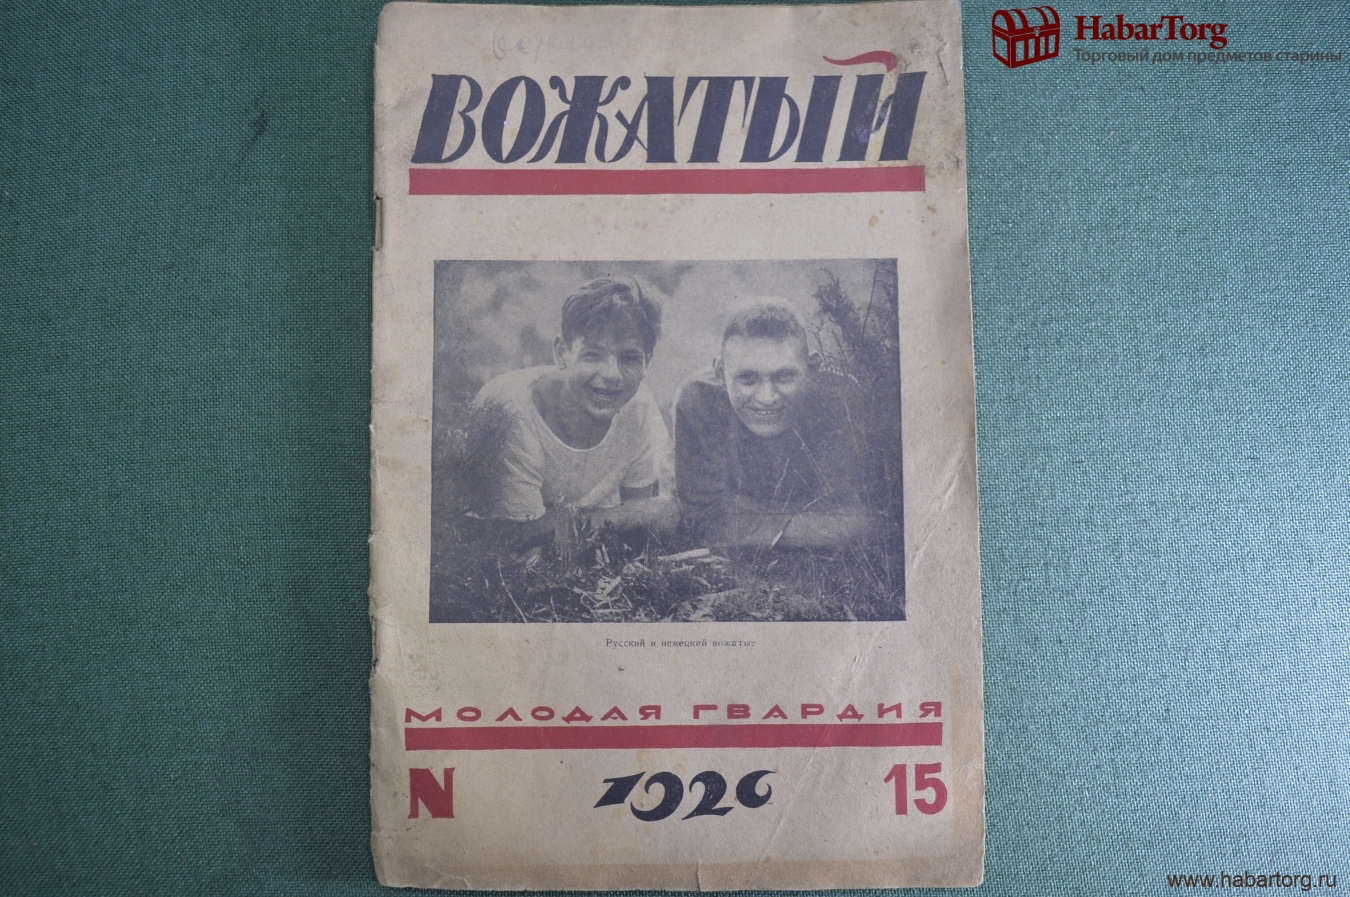 HabarTorg
Торговый дом предметов старины
ВОЖАТЫЙ
Русский и немецкий вожатые
МОЛОДАЯ ГВАРДИЯ
N 1926 15
www.habartorg.ru